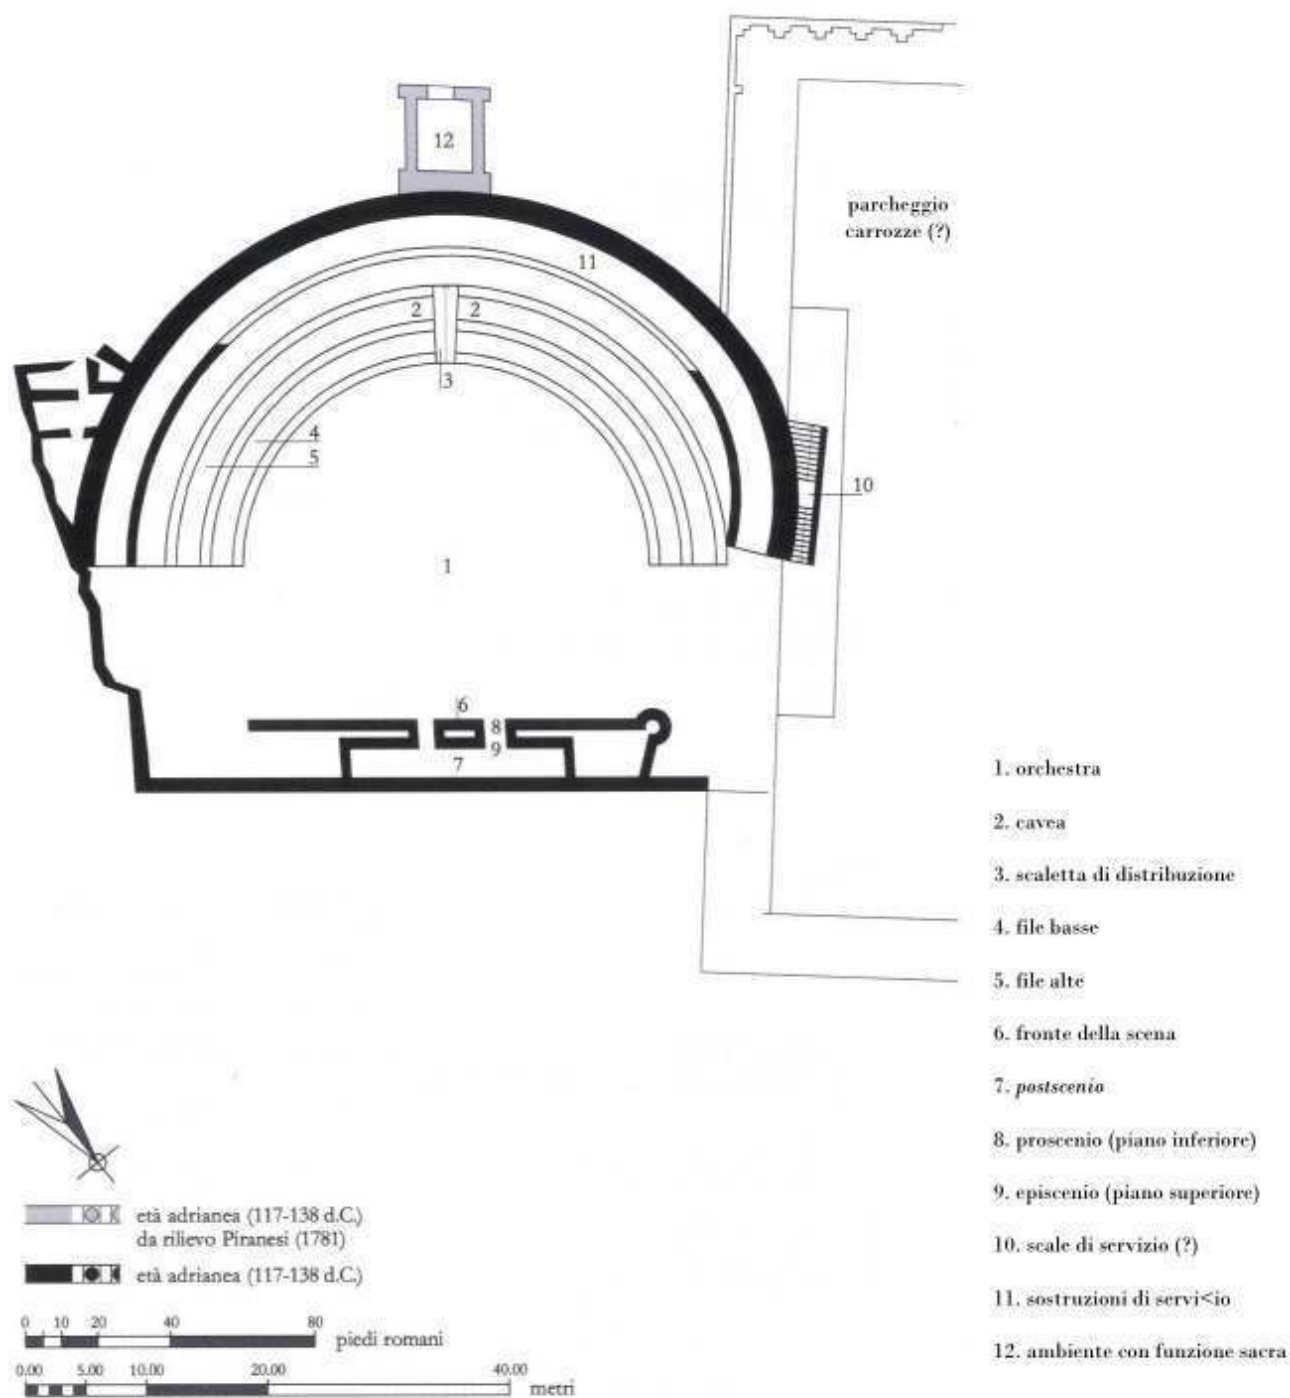 12
parcheggio
carrozze (?)
11
2
2
3
4
5
10
1
6
8
9
7
1. orchestra
2. cavea
3. scaletta di distribuzione
4. file basse
5. file alte
6. fronte della scena
7. postscenio
8. proscenio (piano inferiore)
9. episcenio (piano superiore)
10. scale di servizio (?)
11. sostruzioni di servi<io
12. ambiente con funzione sacra
età adrianea (117-138 d.C.)
da rilievo Piranesi (1781)
età adrianea (117-138 d.C.)
0 10 20 40 80
piedi romani
0.00 5.00 10.00 20.00 40.00
metri